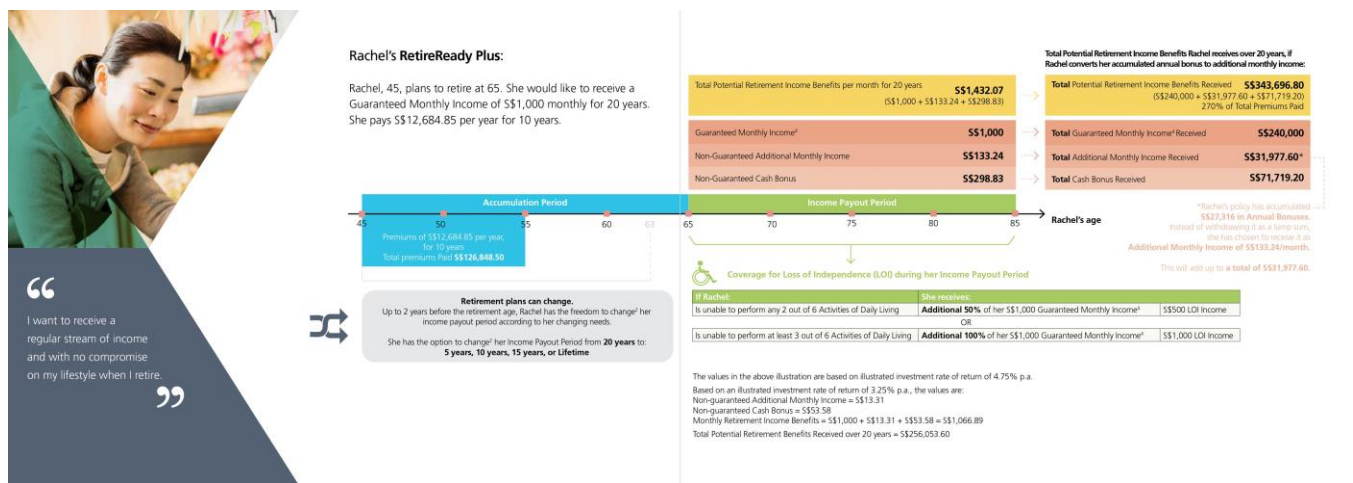 Rachel's RetireReady Plus:
Rachel, 45, plans to retire at 65. She would like to receive a
Guaranteed Monthly Income of S$1,000 monthly for 20 years.
She pays S$12,684.85 per year for 10 years.
Total Potential Retirement Income Benefits per month for 20 years S$1,432.07
(S$1,000 + S$133.24 + S$298.83)
Guaranteed Monthly Income⁶ S$1,000
Non-Guaranteed Additional Monthly Income S$133.24
Non-Guaranteed Cash Bonus S$298.83
Total Potential Retirement Income Benefits Rachel receives over 20 years, if
Rachel converts her accumulated annual bonus to additional monthly income:
Total Potential Retirement Income Benefits Received S$343,696.80
(S$240,000 + S$31,977.60 + S$71,719.20)
270% of Total Premiums Paid
Total Guaranteed Monthly Income⁶ Received S$240,000
Total Additional Monthly Income Received S$31,977.60*
Total Cash Bonus Received S$71,719.20
Accumulation Period
Income Payout Period
45 50 55 60 63 65 70 75 80 85
Rachel's age
Premiums of S$12,684.85 per year,
for 10 years
Total premiums Paid S$126,848.50
*Rachel's policy has accumulated
S$27,316 in Annual Bonuses.
Instead of withdrawing it as a lump sum,
she has chosen to receive it as
Additional Monthly Income of S$133.24/month.
This will add up to a total of S$31,977.60.
Coverage for Loss of Independence (LOI) during her Income Payout Period
If Rachel: She receives:
Is unable to perform any 2 out of 6 Activities of Daily Living Additional 50% of her S$1,000 Guaranteed Monthly Income⁶ S$500 LOI Income
OR
Is unable to perform at least 3 out of 6 Activities of Daily Living Additional 100% of her S$1,000 Guaranteed Monthly Income⁶ S$1,000 LOI Income
Retirement plans can change.
Up to 2 years before the retirement age, Rachel has the freedom to change² her
income payout period according to her changing needs.
She has the option to change² her Income Payout Period from 20 years to:
5 years, 10 years, 15 years, or Lifetime
“
I want to receive a
regular stream of income
and with no compromise
on my lifestyle when I retire.
”
The values in the above illustration are based on illustrated investment rate of return of 4.75% p.a.
Based on an illustrated investment rate of return of 3.25% p.a., the values are:
Non-guaranteed Additional Monthly Income = S$13.31
Non-guaranteed Cash Bonus = S$53.58
Monthly Retirement Income Benefits = S$1,000 + S$13.31 + S$53.58 = S$1,066.89
Total Potential Retirement Benefits Received over 20 years = S$256,053.60